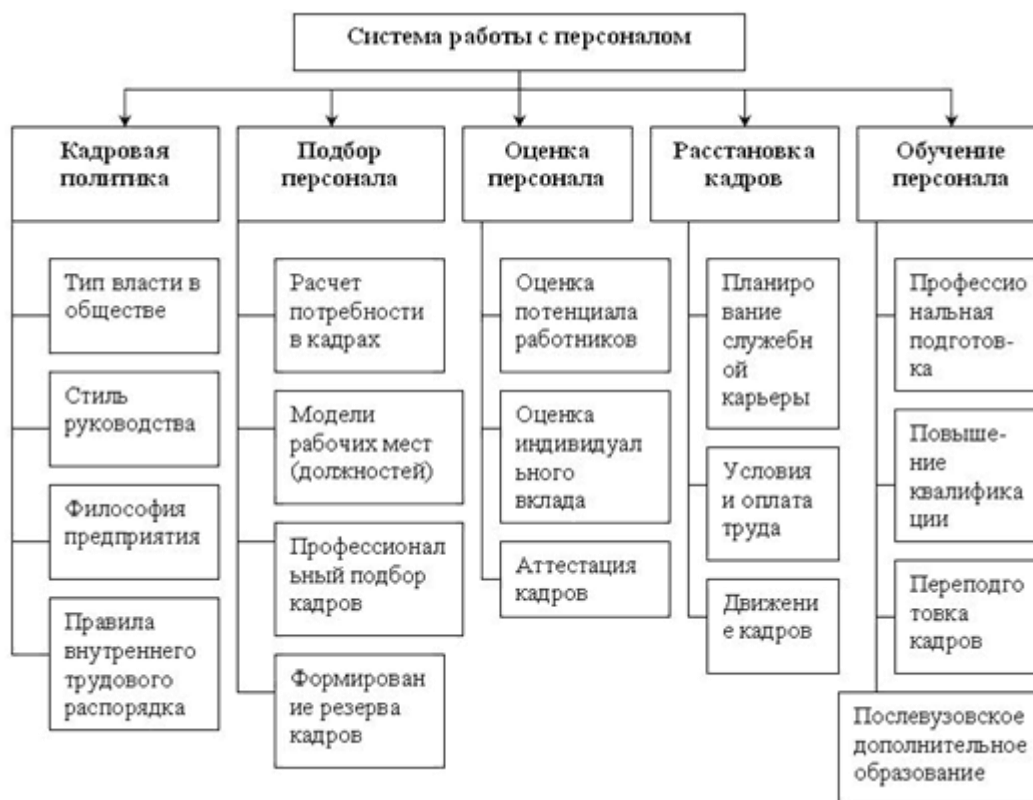 Система работы с персоналом
Кадровая
политика
Подбор
персонала
Оценка
персонала
Расстановка
кадров
Обучение
персонала
Тип власти в
обществе
Стиль
руководства
Философия
предприятия
Правила
внутреннего
трудового
распорядка
Расчет
потребности
в кадрах
Модели
рабочих мест
(должностей)
Профессионал
ьный подбор
кадров
Формирован
ие резерва
кадров
Оценка
потенциала
работников
Оценка
индивидуал
ьного
вклада
Аттестация
кадров
Планиро
вание
служебн
ой
карьеры
Условия
и оплата
труда
Движени
е кадров
Профессио
нальная
подготов-
ка
Повыше-
ние
квалифика
ции
Переподго
товка
кадров
Послевузовское
дополнительное
образование